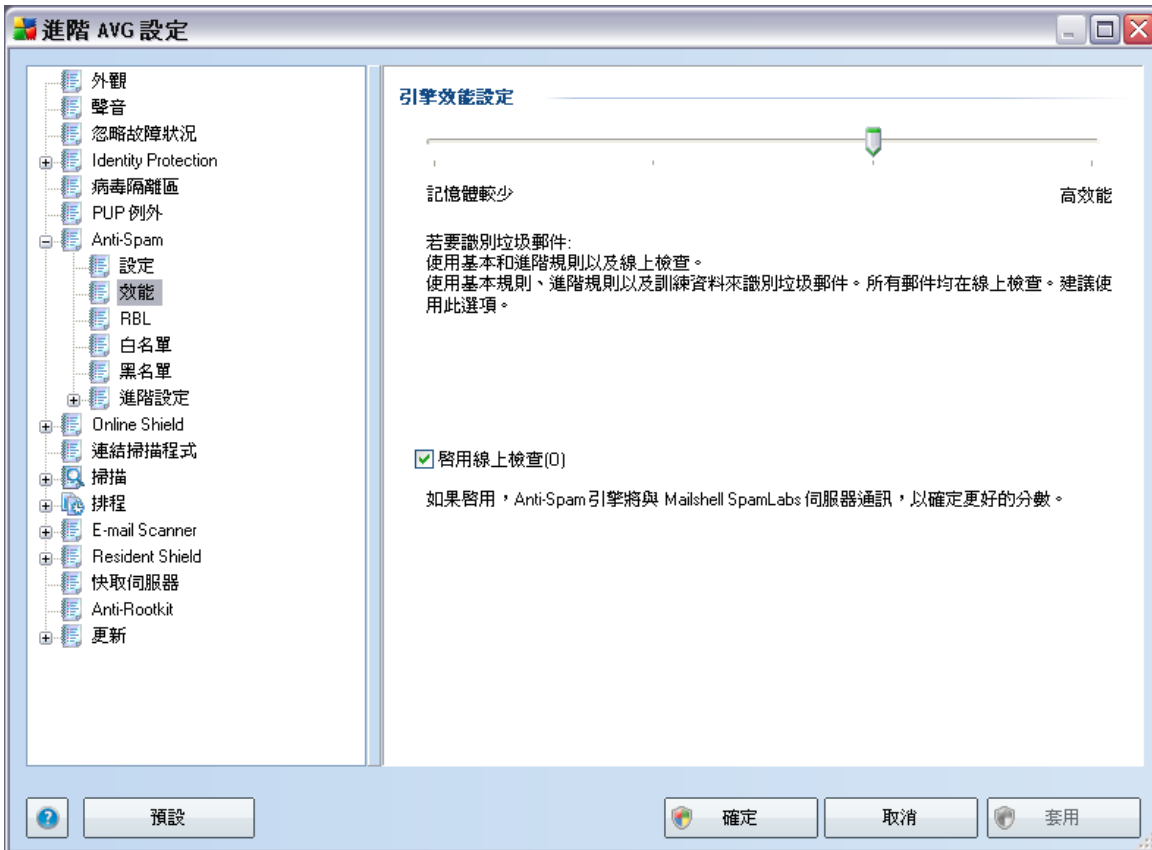 進階 AVG 設定
外觀
聲音
忽略故障狀況
Identity Protection
病毒隔離區
PUP 例外
Anti-Spam
設定
效能
RBL
白名單
黑名單
進階設定
Online Shield
連結掃描程式
掃描
排程
E-mail Scanner
Resident Shield
快取伺服器
Anti-Rootkit
更新
引擎效能設定
記憶體較少
高效能
若要識別垃圾郵件:
使用基本和進階規則以及線上檢查。
使用基本規則、進階規則以及訓練資料來識別垃圾郵件。所有郵件均在線上檢查。建議使
用此選項。
啓用線上檢查(O)
如果啓用，Anti-Spam 引擎將與 Mailshell SpamLabs 伺服器通訊，以確定更好的分數。
預設
確定
取消
套用